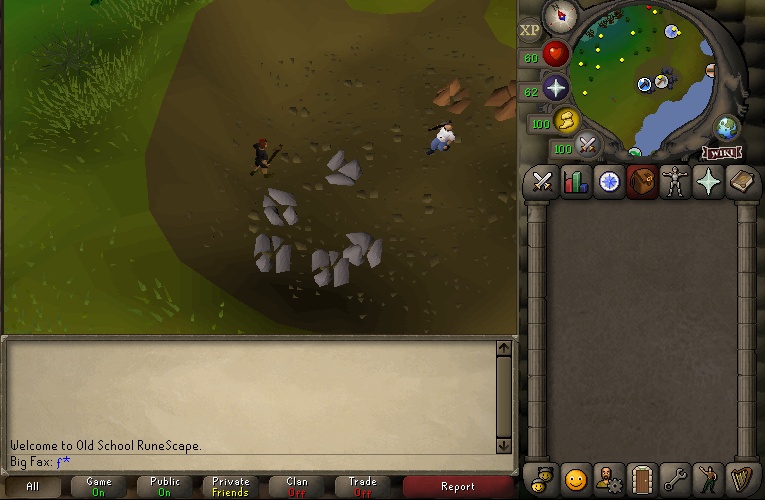 XP
60
62
100
100
WIKI
Welcome to Old School RuneScape.
Big Fax: f*
All
Game
On
Public
On
Private
Friends
Clan
Off
Trade
Off
Report